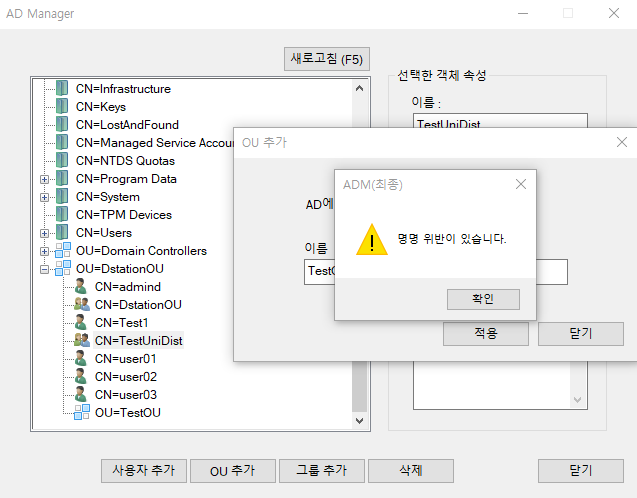 AD Manager
새로고침 (F5)
CN=Infrastructure
CN=Keys
CN=LostAndFound
CN=Managed Service Accou
CN=NTDS Quotas
CN=Program Data
CN=System
CN=TPM Devices
CN=Users
OU=Domain Controllers
OU=DstationOU
CN=admind
CN=DstationOU
CN=Test1
CN=TestUniDist
CN=user01
CN=user02
CN=user03
OU=TestOU
선택한 객체 속성
이름 :
TestUniDist
OU 추가
AD에
이름
ADM(최종)
명명 위반이 있습니다.
확인
적용
닫기
사용자 추가
OU 추가
그룹 추가
삭제
닫기